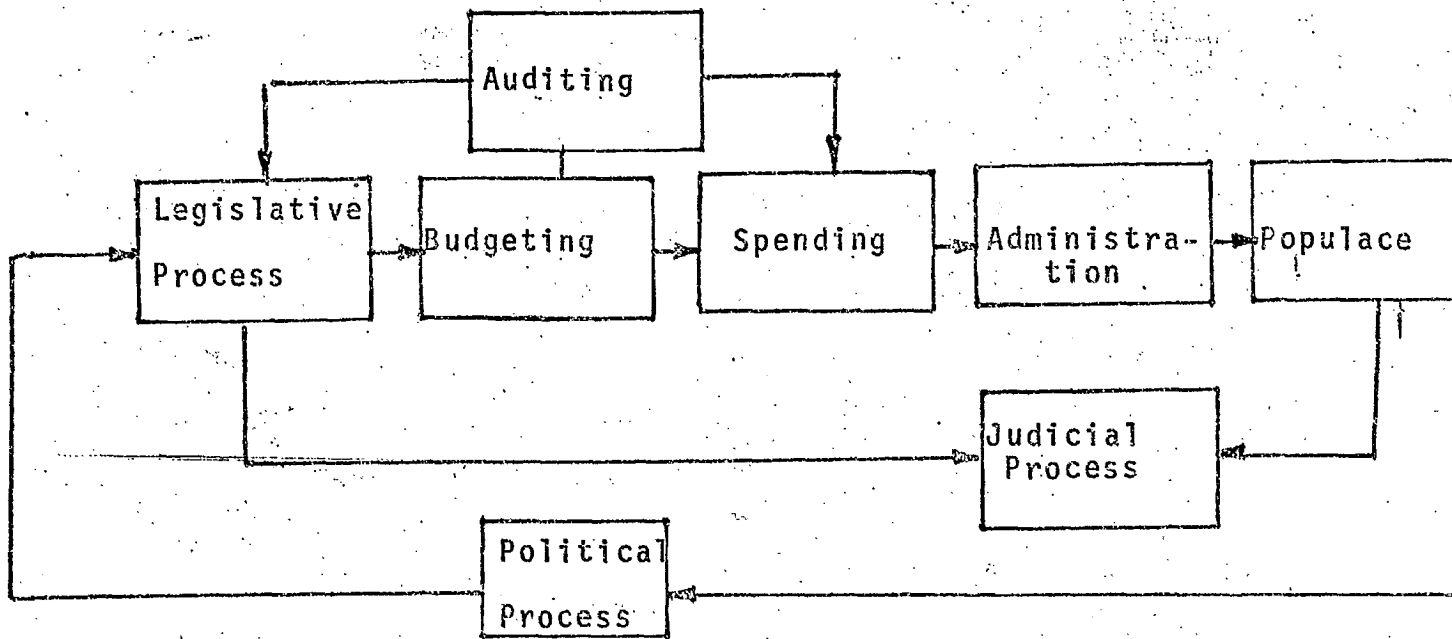 Auditing
Legislative
Process
Budgeting
Spending
Administra-
tion
Populace
Judicial
Process
Political
Process